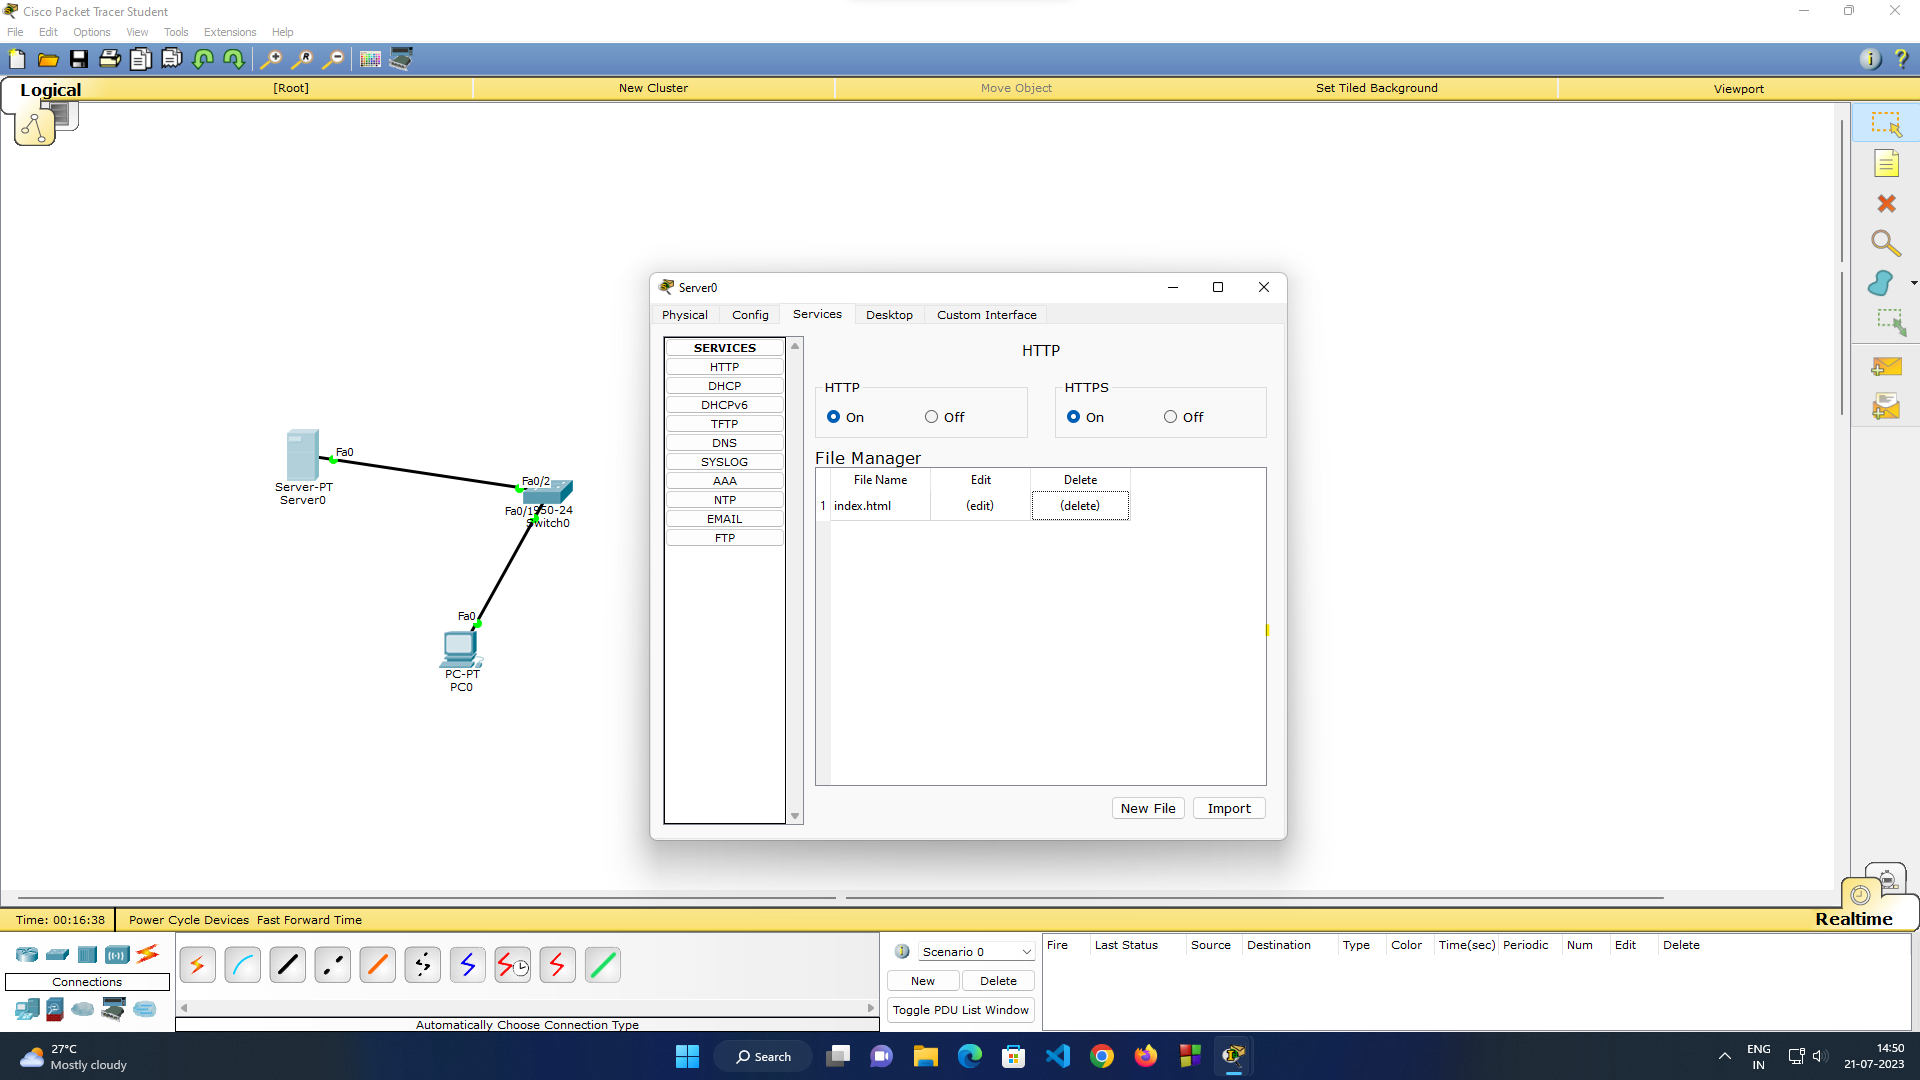 Cisco Packet Tracer Student
File Edit Options View Tools Extensions Help
Logical [Root] New Cluster Move Object Set Tiled Background Viewport
Server0
Physical Config Services Desktop Custom Interface
SERVICES
HTTP
DHCP
DHCPv6
TFTP
DNS
SYSLOG
AAA
NTP
EMAIL
FTP
HTTP
HTTP
On Off
HTTPS
On Off
File Manager
File Name Edit Delete
1 index.html (edit) (delete)
New File Import
Fa0
Server-PT
Server0
Fa0/2
Fa0/1 950-24
Switch0
Fa0
PC-PT
PC0
Time: 00:16:38 Power Cycle Devices Fast Forward Time
Realtime
Connections
Automatically Choose Connection Type
Scenario 0
New Delete
Toggle PDU List Window
Fire Last Status Source Destination Type Color Time(sec) Periodic Num Edit Delete
27°C
Mostly cloudy
Search
ENG
IN
14:50
21-07-2023